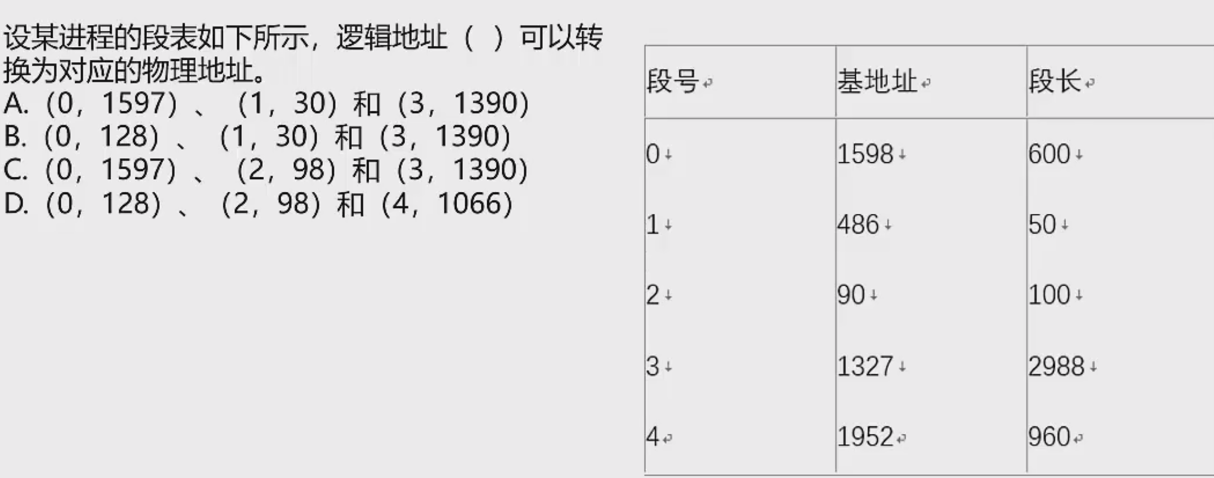 设某进程的段表如下所示，逻辑地址（ ）可以转
换为对应的物理地址。
A.（0，1597）、（1，30）和（3，1390）
B.（0，128）、（1，30）和（3，1390）
C.（0，1597）、（2，98）和（3，1390）
D.（0，128）、（2，98）和（4，1066）
段号 基地址 段长
0 1598 600
1 486 50
2 90 100
3 1327 2988
4 1952 960